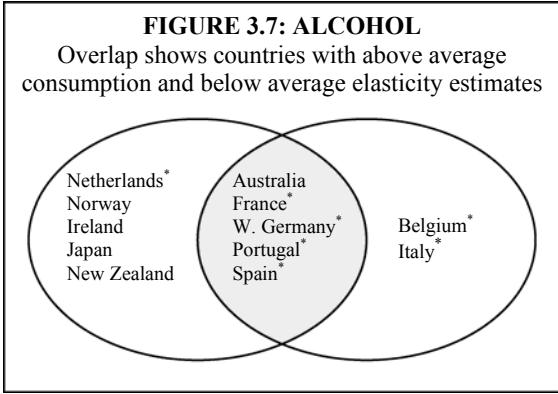 FIGURE 3.7: ALCOHOL
Overlap shows countries with above average
consumption and below average elasticity estimates
Netherlands*
Norway
Ireland
Japan
New Zealand
Australia
France*
W. Germany*
Portugal*
Spain*
Belgium*
Italy*